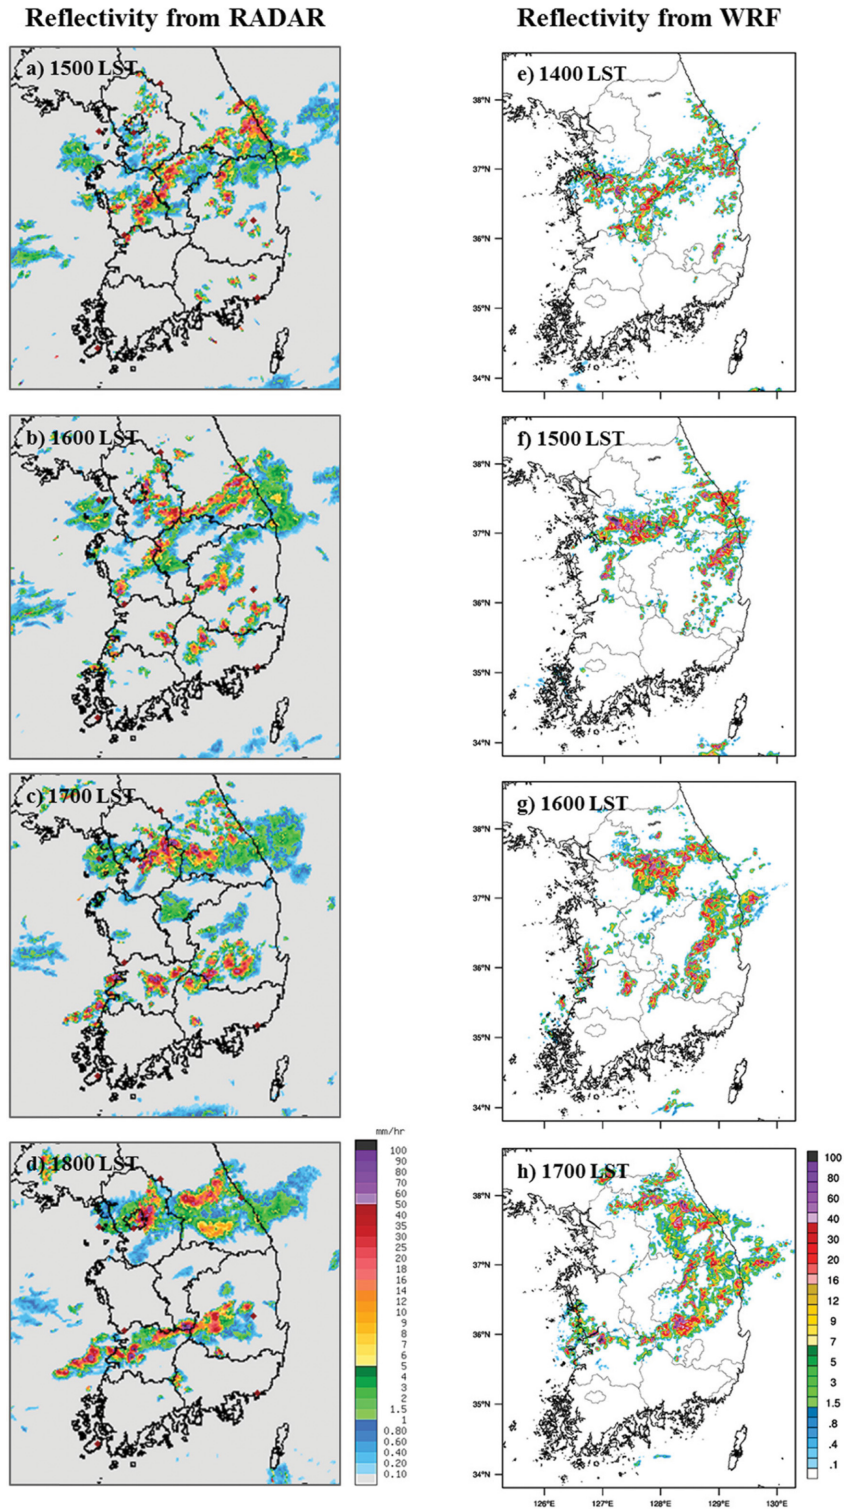 Reflectivity from RADAR
Reflectivity from WRF
a) 1500 LST
e) 1400 LST
38°N
37°N
36°N
35°N
34°N
b) 1600 LST
f) 1500 LST
38°N
37°N
36°N
35°N
34°N
c) 1700 LST
g) 1600 LST
38°N
37°N
36°N
35°N
34°N
d) 1800 LST
mm/hr
100
90
80
70
60
50
40
35
30
25
20
18
16
14
12
10
9
8
7
6
5
4
3
2
1.5
1
0.80
0.60
0.40
0.20
0.10
h) 1700 LST
38°N
37°N
36°N
35°N
34°N
126°E
127°E
128°E
129°E
130°E
100
80
60
40
30
20
16
12
9
7
5
3
1.5
.8
.4
.1